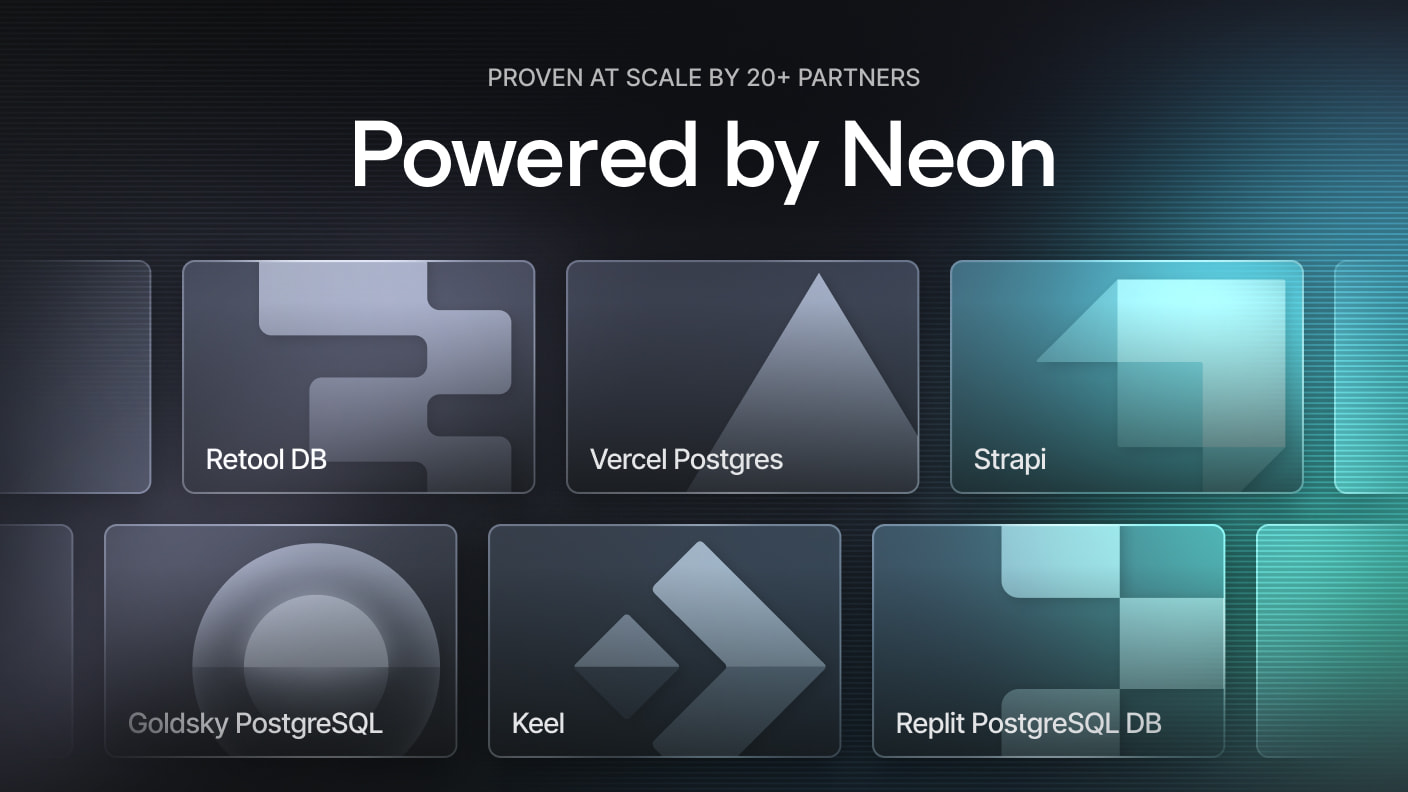 PROVEN AT SCALE BY 20+ PARTNERS
Powered by Neon
Retool DB
Vercel Postgres
Strapi
Goldsky PostgreSQL
Keel
Replit PostgreSQL DB